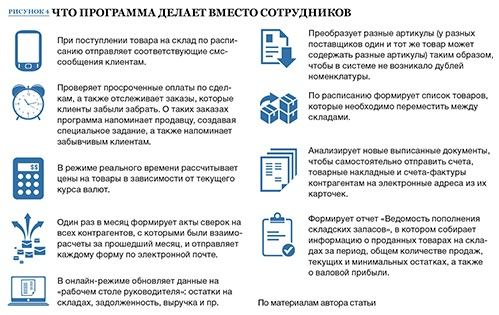 РИСУНОК 4 ЧТО ПРОГРАММА ДЕЛАЕТ ВМЕСТО СОТРУДНИКОВ
При поступлении товара на склад по распи-
санию отправляет соответствующие смс-
сообщения клиентам.
Проверяет просроченные оплаты по сдел-
кам, а также отслеживает заказы, которые
клиенты забыли забрать. О таких заказах
программа напоминает продавцу, создавая
специальное задание, а также напоминает
забывчивым клиентам.
$$
В режиме реального времени рассчитывает
цены на товары в зависимости от текущего
курса валют.
Один раз в месяц формирует акты сверок на
всех контрагентов, с которыми были взаимо-
расчеты за прошедший месяц, и отправляет
каждому форму по электронной почте.
В онлайн-режиме обновляет данные на
«рабочем столе руководителя»: остатки на
складах, задолженность, выручка и пр.
Преобразует разные артикулы (у разных
поставщиков один и тот же товар может
содержать разные артикулы) таким образом,
чтобы в системе не возникало дублей
номенклатуры.
По расписанию формирует список товаров,
которые необходимо переместить между
складами.
Анализирует новые выписанные документы,
чтобы самостоятельно отправить счета,
товарные накладные и счета-фактуры
контрагентам на электронные адреса из их
карточек.
Формирует отчет «Ведомость пополнения
складских запасов», в котором собирает
информацию о проданных товарах на скла-
дах за период, общем количестве продаж,
текущих и минимальных остатках, а также
о валовой прибыли.
По материалам автора статьи